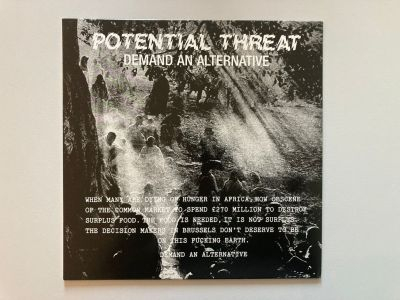 POTENTIAL THREAT
DEMAND AN ALTERNATIVE
WHEN MANY ARE DYING OF HUNGER IN AFRICA, HOW OBSCENE
OF THE COMMON MARKET TO SPEND £270 MILLION TO DESTROY
SURPLUS FOOD. THE FOOD IS NEEDED, IT IS NOT SURPLUS.
THE DECISION MAKERS IN BRUSSELS DON'T DESERVE TO BE
ON THIS FUCKING EARTH.
DEMAND AN ALTERNATIVE